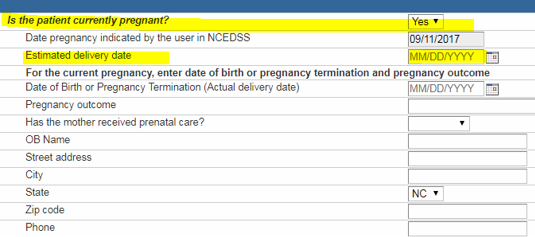 Is the patient currently pregnant? Yes
Date pregnancy indicated by the user in NCEDSS 09/11/2017
Estimated delivery date MM/DD/YYYY
For the current pregnancy, enter date of birth or pregnancy termination and pregnancy outcome
Date of Birth or Pregnancy Termination (Actual delivery date) MM/DD/YYYY
Pregnancy outcome
Has the mother received prenatal care?
OB Name
Street address
City
State NC
Zip code
Phone